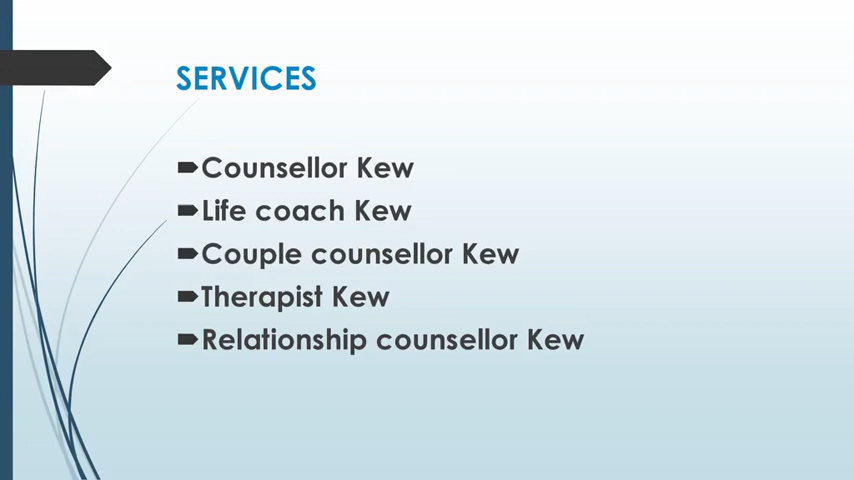 SERVICES
Counsellor Kew
Life coach Kew
Couple counsellor Kew
Therapist Kew
Relationship counsellor Kew